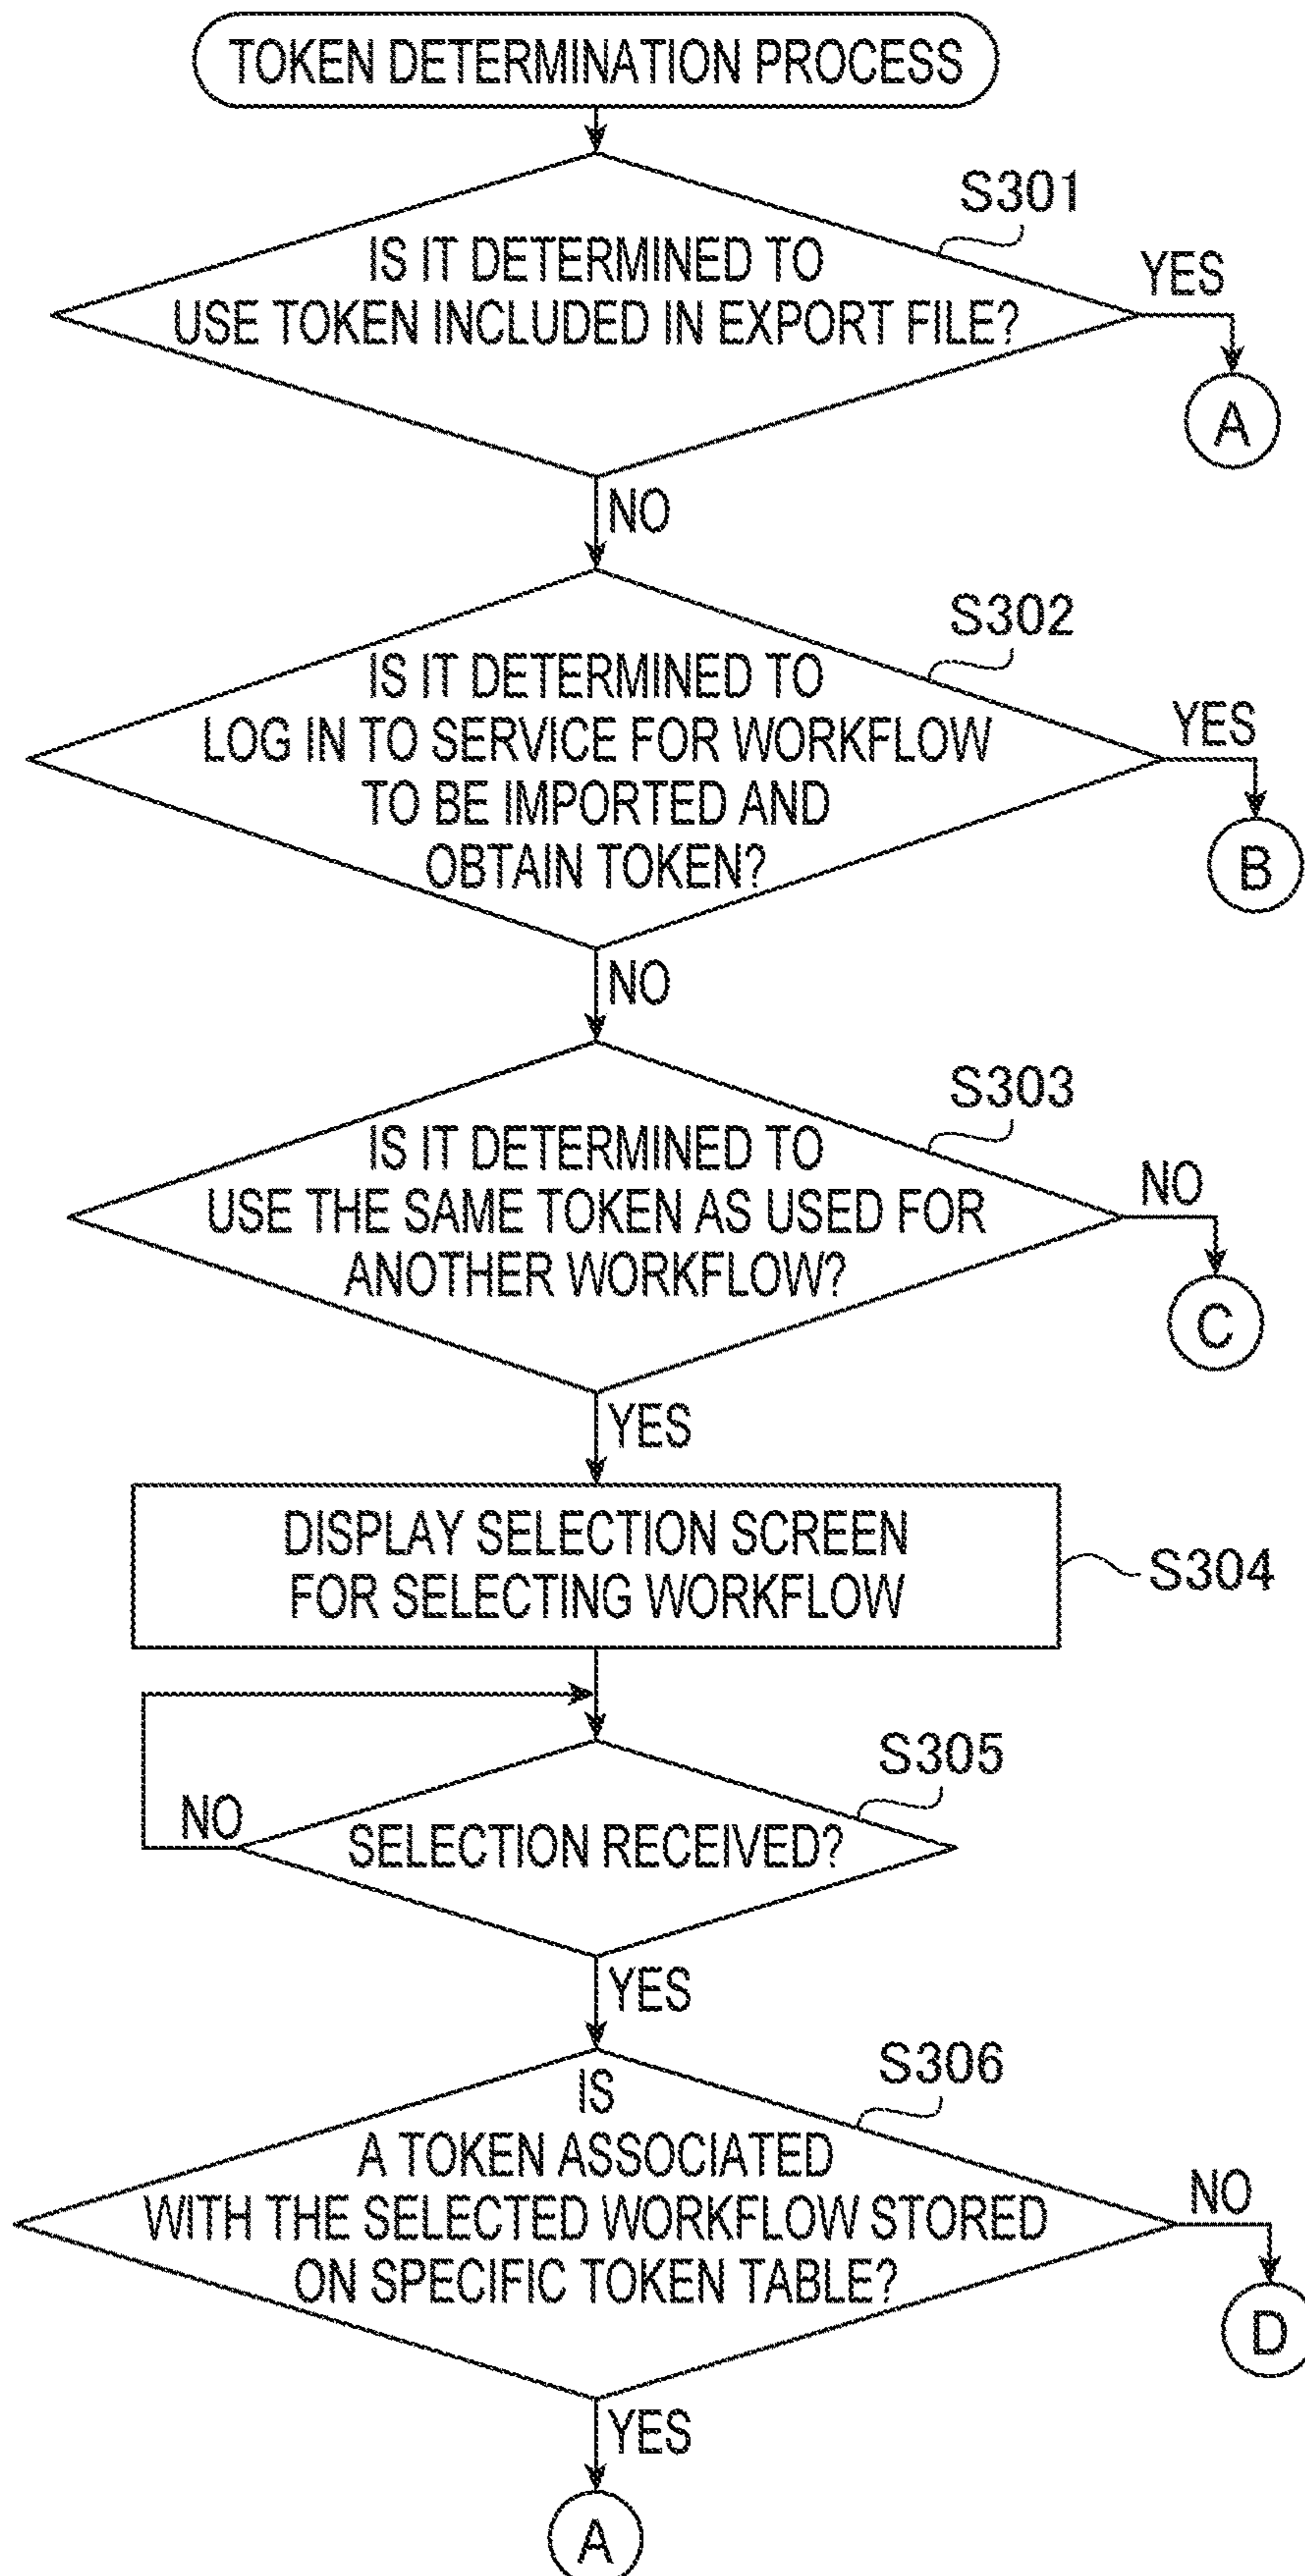 TOKEN DETERMINATION PROCESS
S301
IS IT DETERMINED TO
USE TOKEN INCLUDED IN EXPORT FILE?
YES
A
NO
S302
IS IT DETERMINED TO
LOG IN TO SERVICE FOR WORKFLOW
TO BE IMPORTED AND
OBTAIN TOKEN?
YES
B
NO
S303
IS IT DETERMINED TO
USE THE SAME TOKEN AS USED FOR
ANOTHER WORKFLOW?
NO
C
YES
DISPLAY SELECTION SCREEN
FOR SELECTING WORKFLOW
S304
S305
NO
SELECTION RECEIVED?
YES
S306
IS
A TOKEN ASSOCIATED
WITH THE SELECTED WORKFLOW STORED
ON SPECIFIC TOKEN TABLE?
NO
D
YES
A